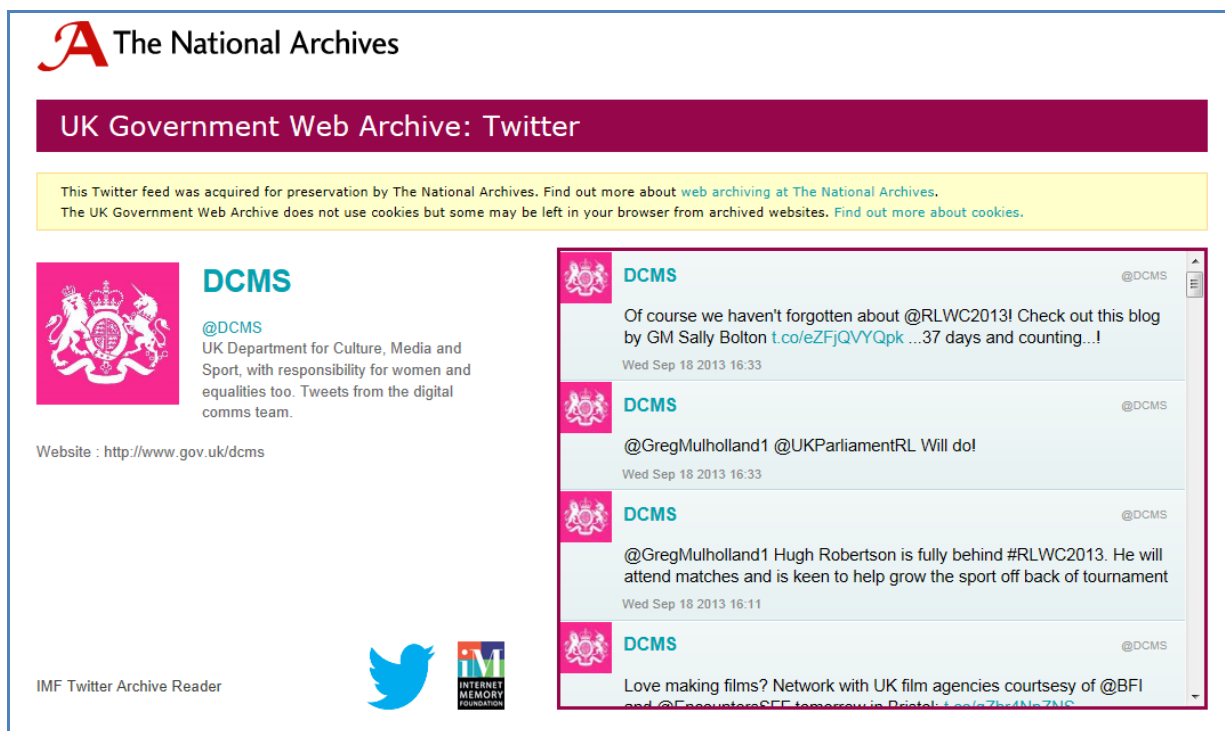 The National Archives
UK Government Web Archive: Twitter
This Twitter feed was acquired for preservation by The National Archives. Find out more about web archiving at The National Archives.
The UK Government Web Archive does not use cookies but some may be left in your browser from archived websites. Find out more about cookies.
DCMS
@DCMS
UK Department for Culture, Media and
Sport, with responsibility for women and
equalities too. Tweets from the digital
comms team.
Website : http://www.gov.uk/dcms
IMF Twitter Archive Reader
iM
INTERNET
MEMORY
FOUNDATION
DCMS
@DCMS
Of course we haven't forgotten about @RLWC2013! Check out this blog
by GM Sally Bolton t.co/eZFjQVYQpk ...37 days and counting...!
Wed Sep 18 2013 16:33
DCMS
@DCMS
@GregMulholland1 @UKParliamentRL Will do!
Wed Sep 18 2013 16:33
DCMS
@DCMS
@GregMulholland1 Hugh Robertson is fully behind #RLWC2013. He will
attend matches and is keen to help grow the sport off back of tournament
Wed Sep 18 2013 16:11
DCMS
@DCMS
Love making films? Network with UK film agencies courtsesy of @BFI
and @EncountersSFF tomorrow in Bristol: